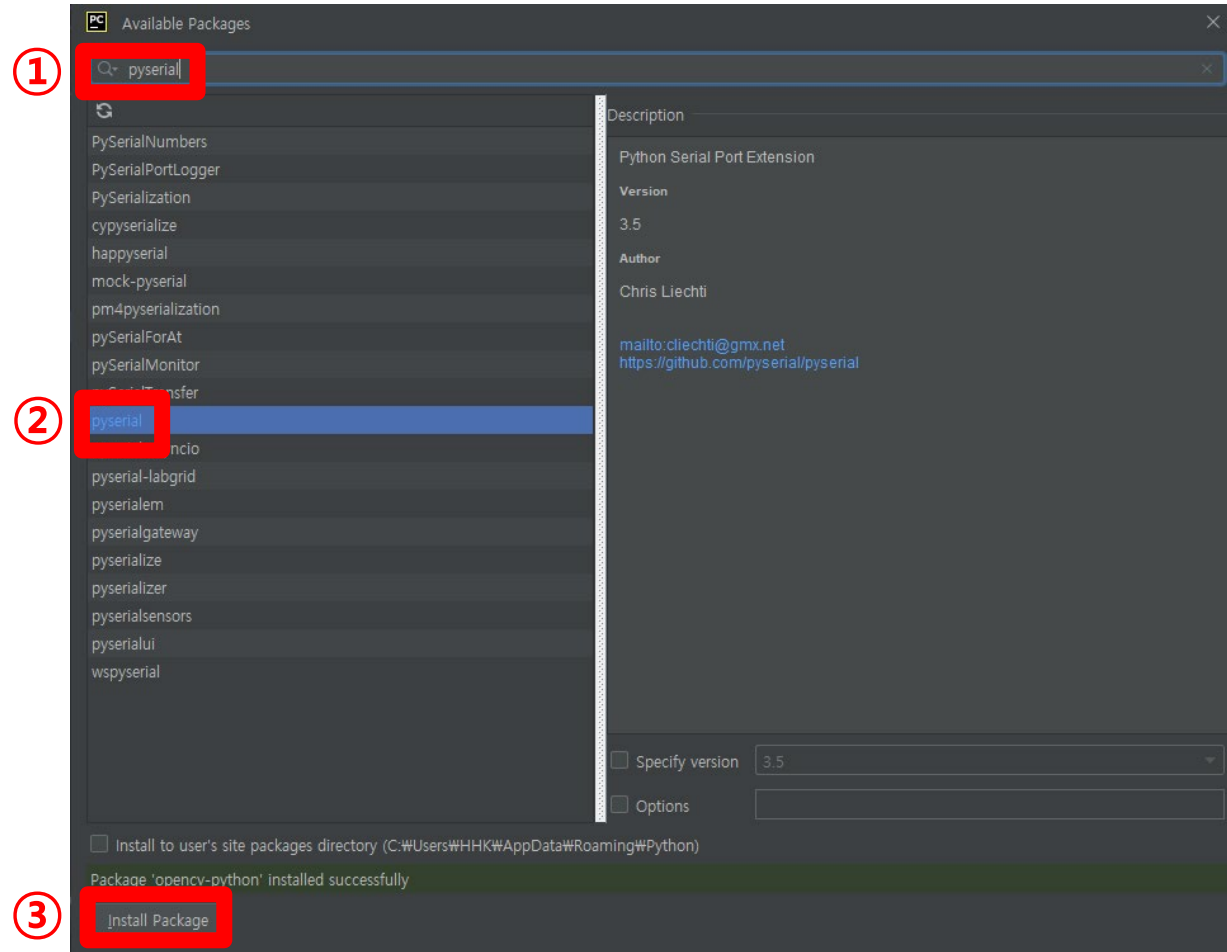 PC Available Packages
① pyserial
Description
PySerialNumbers
PySerialPortLogger
PySerialization
cypyserialize
happyserial
mock-pyserial
pm4pyserialization
pySerialForAt
pySerialMonitor
nsfer
② pyserial
ncio
pyserial-labgrid
pyserialem
pyserialgateway
pyserialize
pyserializer
pyserialsensors
pyserialui
wspyserial
Python Serial Port Extension
Version
3.5
Author
Chris Liechti
mailto:cliechti@gmx.net
https://github.com/pyserial/pyserial
Specify version 3.5
Options
Install to user's site packages directory (C:₩Users₩HHK₩AppData₩Roaming₩Python)
Package 'opencv-python' installed successfully
③ Install Package